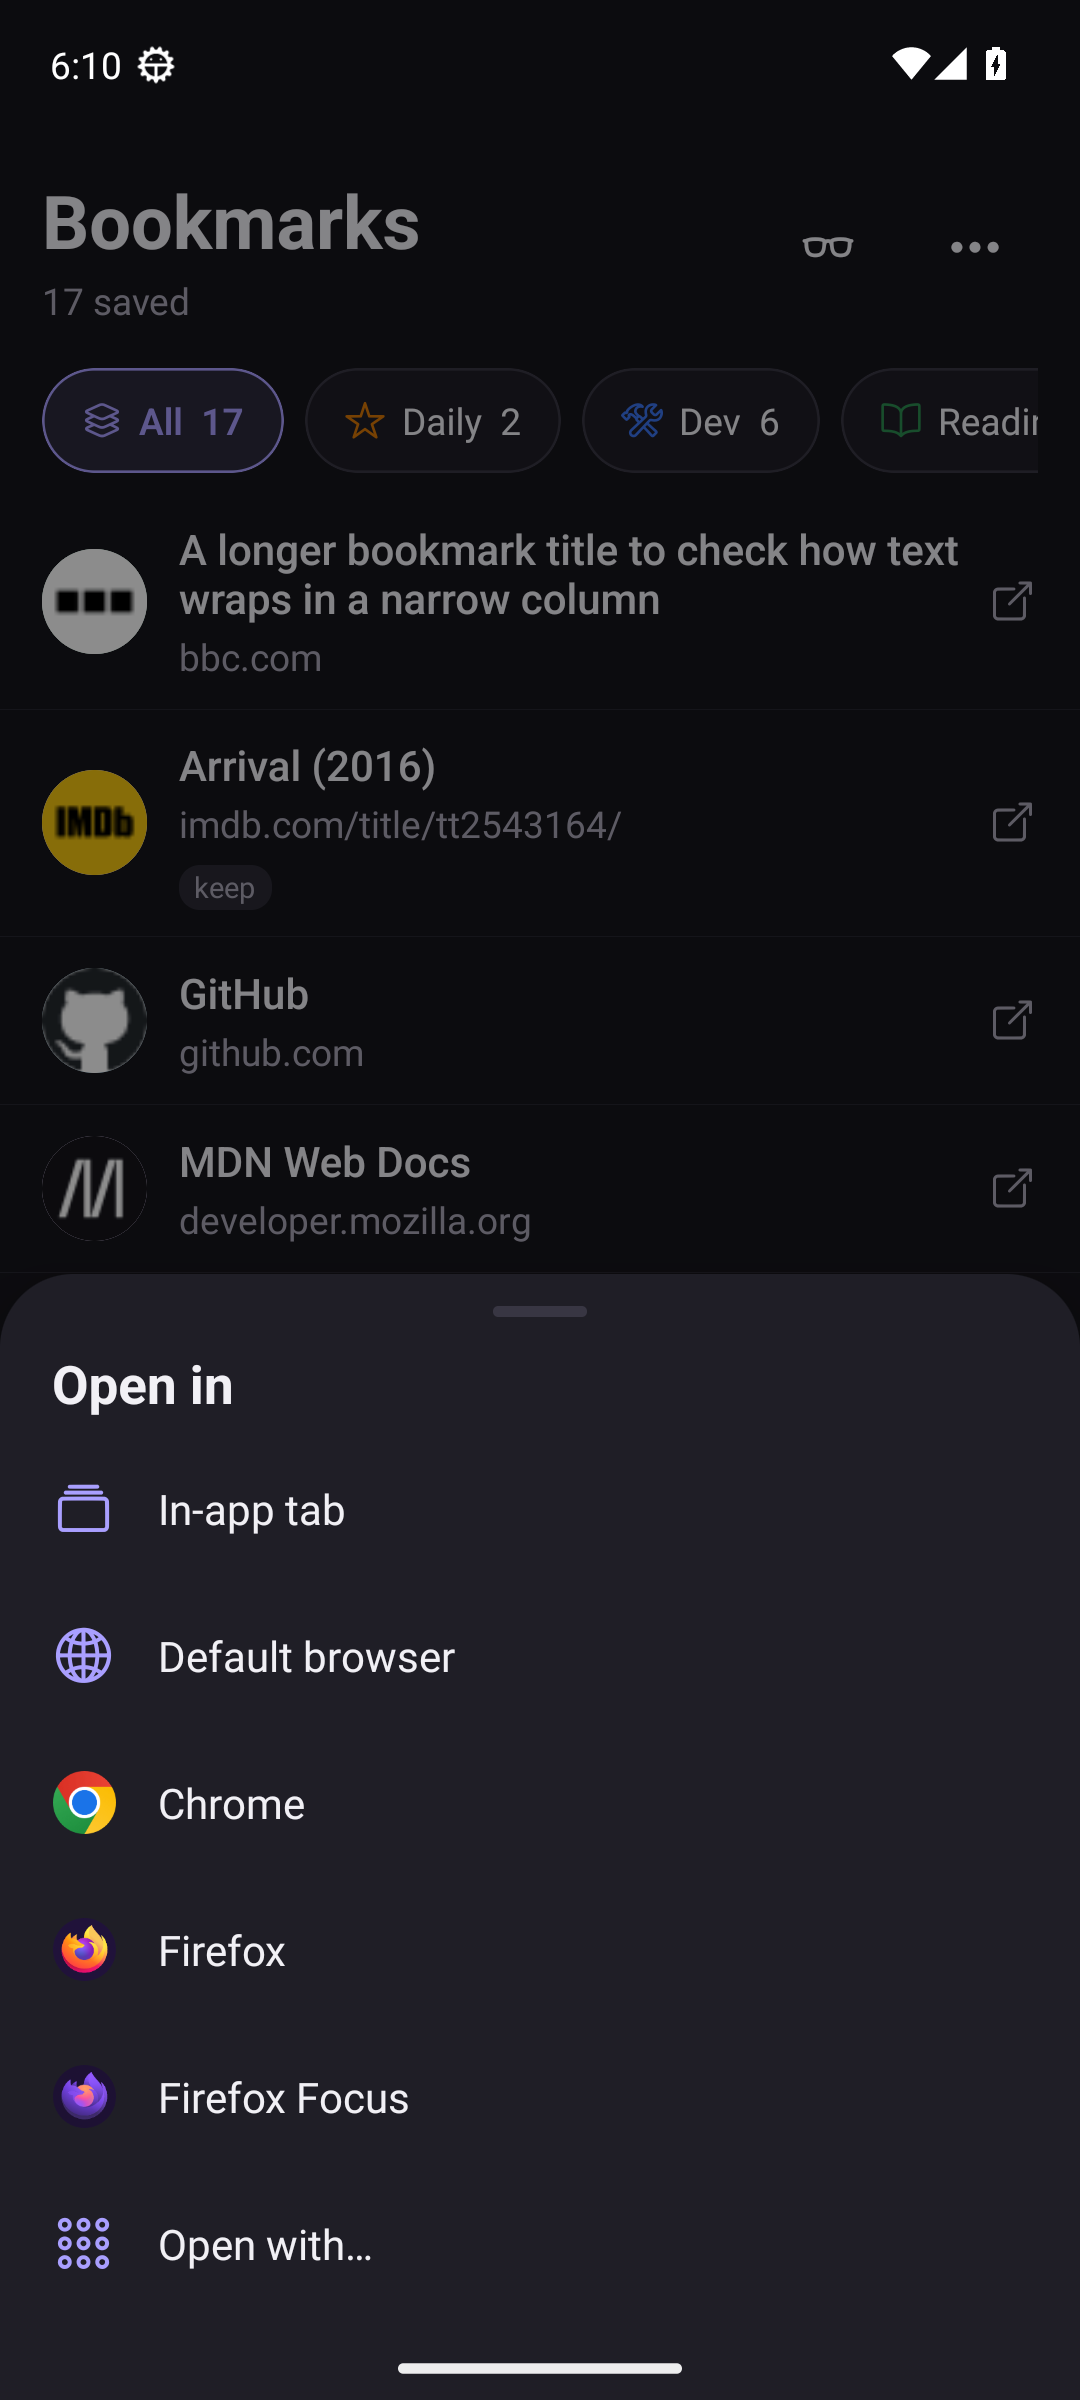 6:10
Bookmarks
17 saved
All 17
Daily 2
Dev 6
Readin
A longer bookmark title to check how text
wraps in a narrow column
bbc.com
IMDb
Arrival (2016)
imdb.com/title/tt2543164/
keep
GitHub
github.com
MDN Web Docs
developer.mozilla.org
Open in
In-app tab
Default browser
Chrome
Firefox
Firefox Focus
Open with...